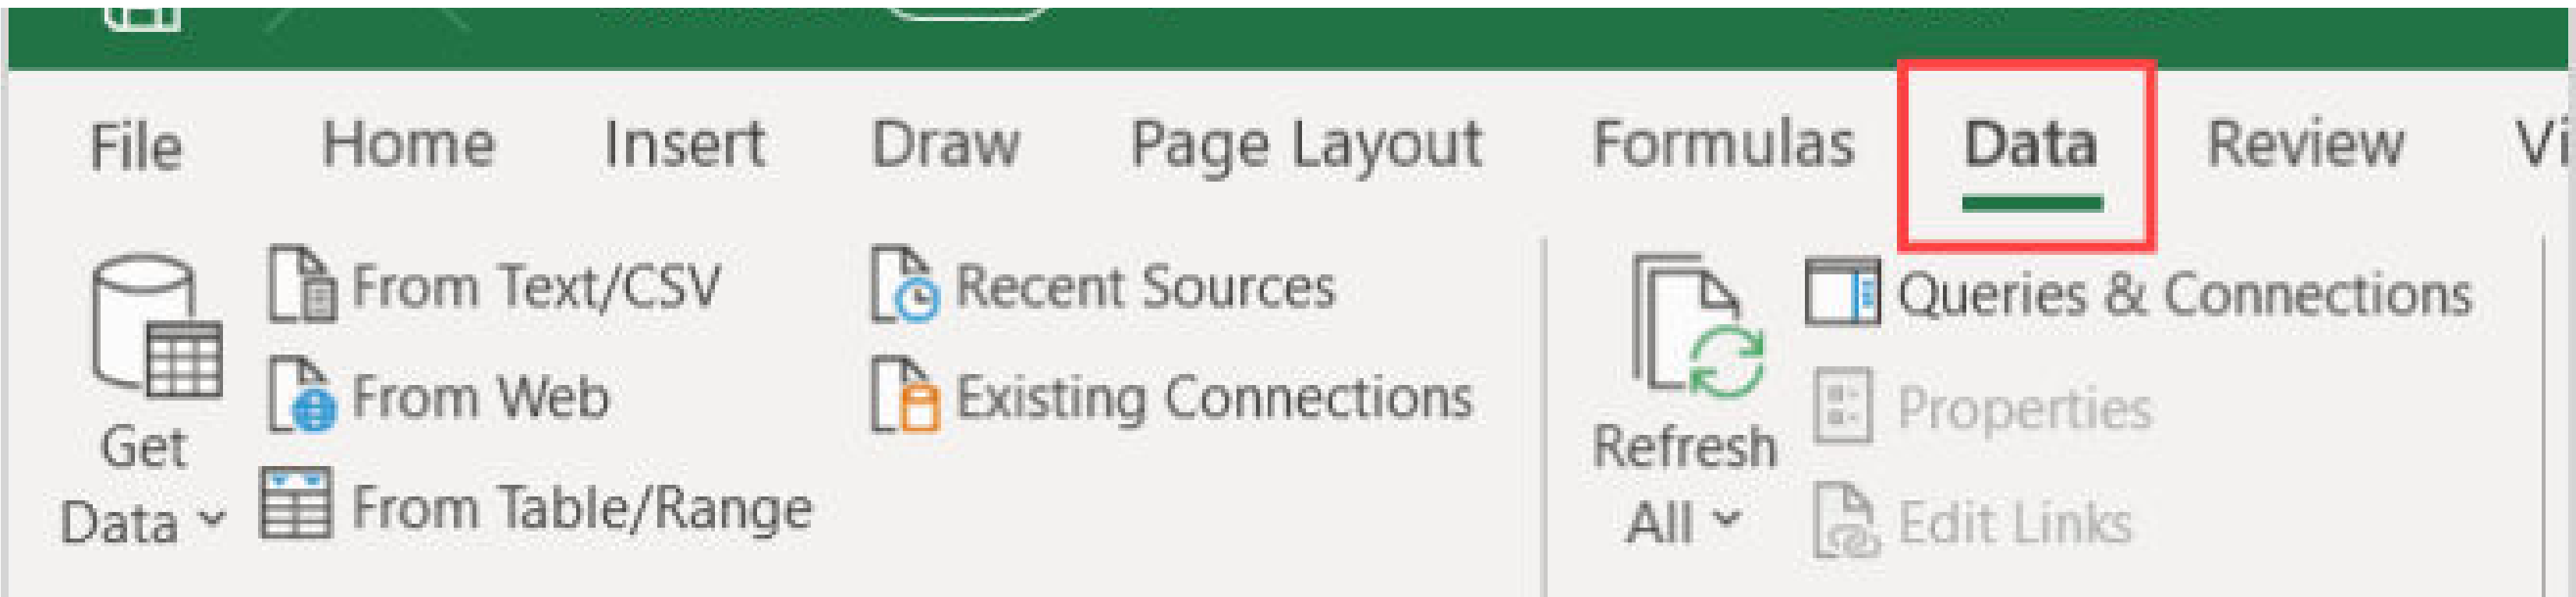 File Home Insert Draw Page Layout Formulas Data Review Vi
From Text/CSV
From Web
From Table/Range
Get
Data
Recent Sources
Existing Connections
Refresh
All
Queries & Connections
Properties
Edit Links